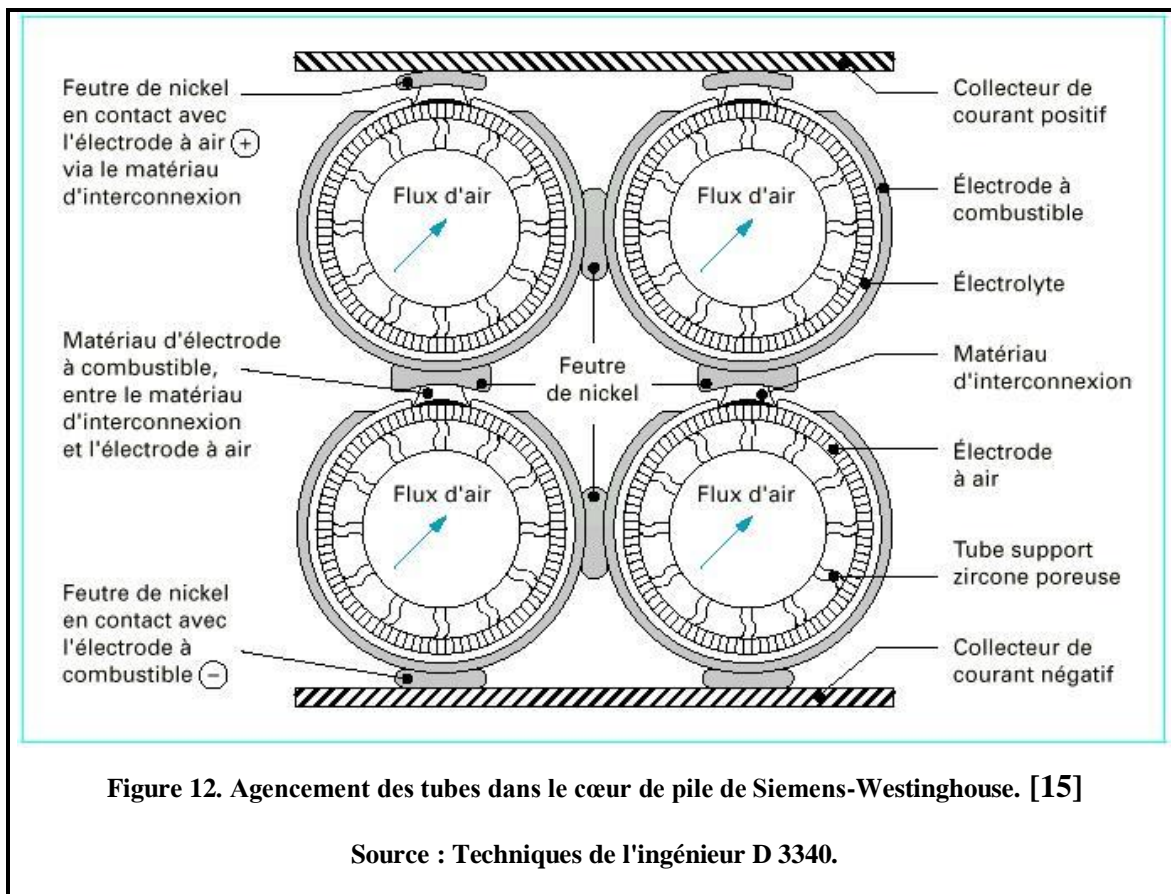 Feutre de nickel
en contact avec
l'électrode à air (+)
via le matériau
d'interconnexion
Collecteur de
courant positif
Flux d'air
Flux d'air
Électrode à
combustible
Électrolyte
Matériau d'électrode
à combustible,
entre le matériau
d'interconnexion
et l'électrode à air
Feutre
de nickel
Matériau
d'interconnexion
Électrode
à air
Flux d'air
Flux d'air
Tube support
zircone poreuse
Feutre de nickel
en contact avec
l'électrode à
combustible (−)
Collecteur de
courant négatif
Figure 12. Agencement des tubes dans le cœur de pile de Siemens-Westinghouse. [15]
Source : Techniques de l'ingénieur D 3340.